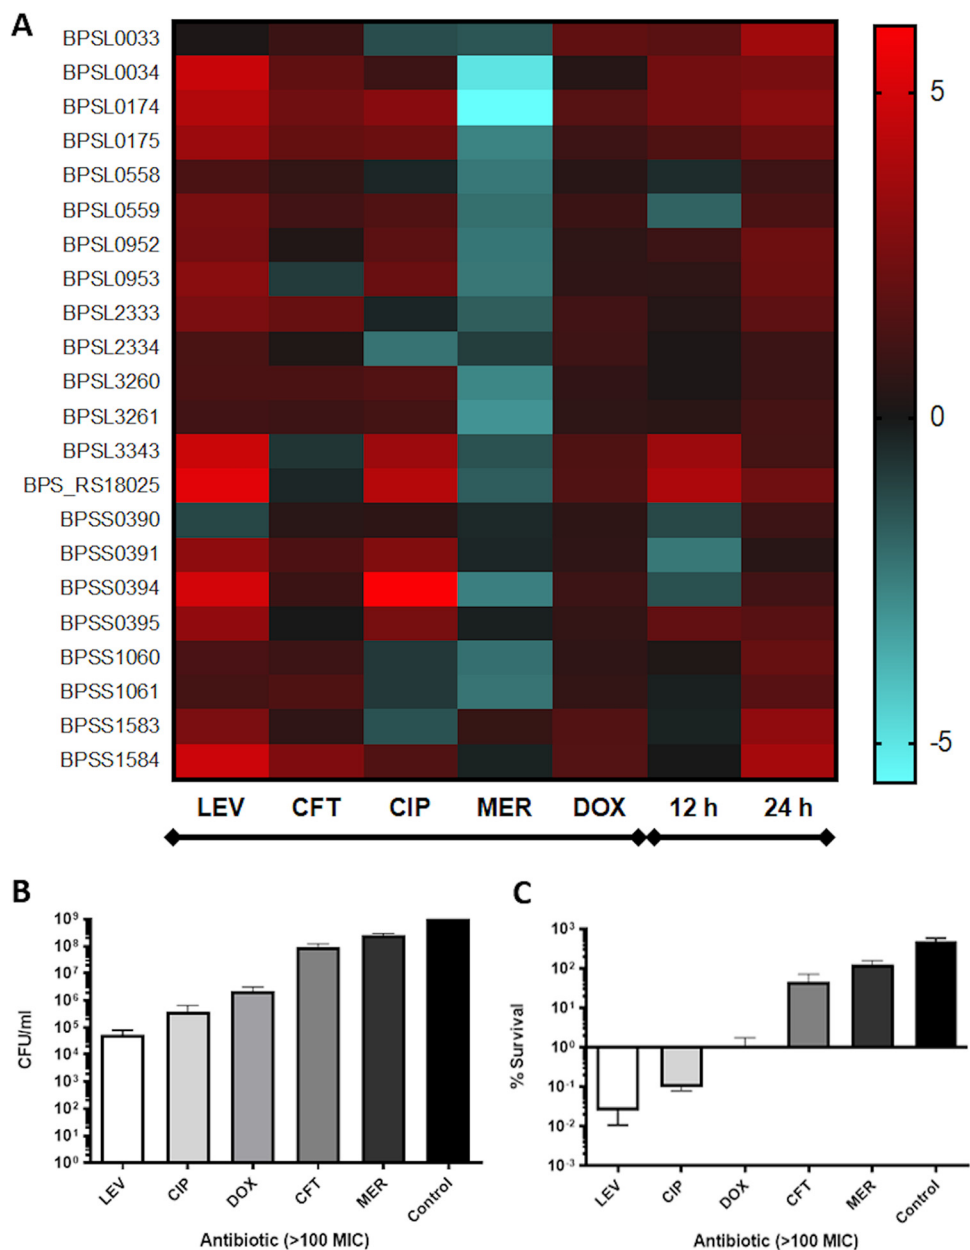 A
BPSL0033
BPSL0034
BPSL0174
BPSL0175
BPSL0558
BPSL0559
BPSL0952
BPSL0953
BPSL2333
BPSL2334
BPSL3260
BPSL3261
BPSL3343
BPS_RS18025
BPSS0390
BPSS0391
BPSS0394
BPSS0395
BPSS1060
BPSS1061
BPSS1583
BPSS1584
5
0
-5
LEV CFT CIP MER DOX 12 h 24 h
B
CFU/ml
10⁹
10⁸
10⁷
10⁶
10⁵
10⁴
10³
10²
10¹
10⁰
LEV CIP DOX CFT MER Control
Antibiotic (>100 MIC)
C
% Survival
10³
10²
10¹
10⁰
10⁻¹
10⁻²
10⁻³
LEV CIP DOX CFT MER Control
Antibiotic (>100 MIC)